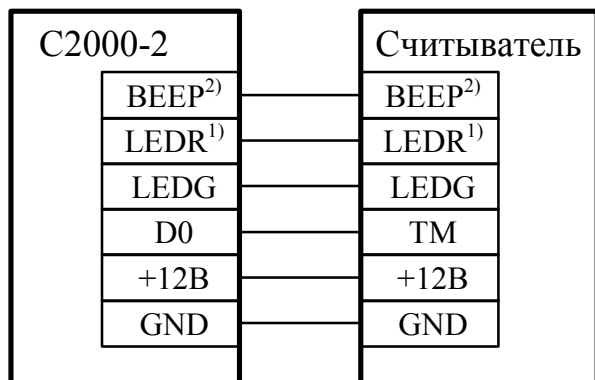 С2000-2 Считыватель
BEEP2) BEEP2)
LEDR1) LEDR1)
LEDG LEDG
D0 TM
+12В +12В
GND GND